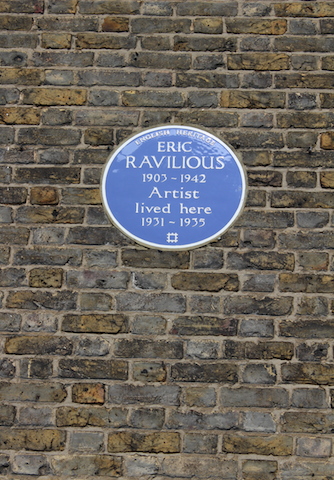 ENGLISH HERITAGE
ERIC
RAVILIOUS
1903~1942
Artist
lived here
1931~1935